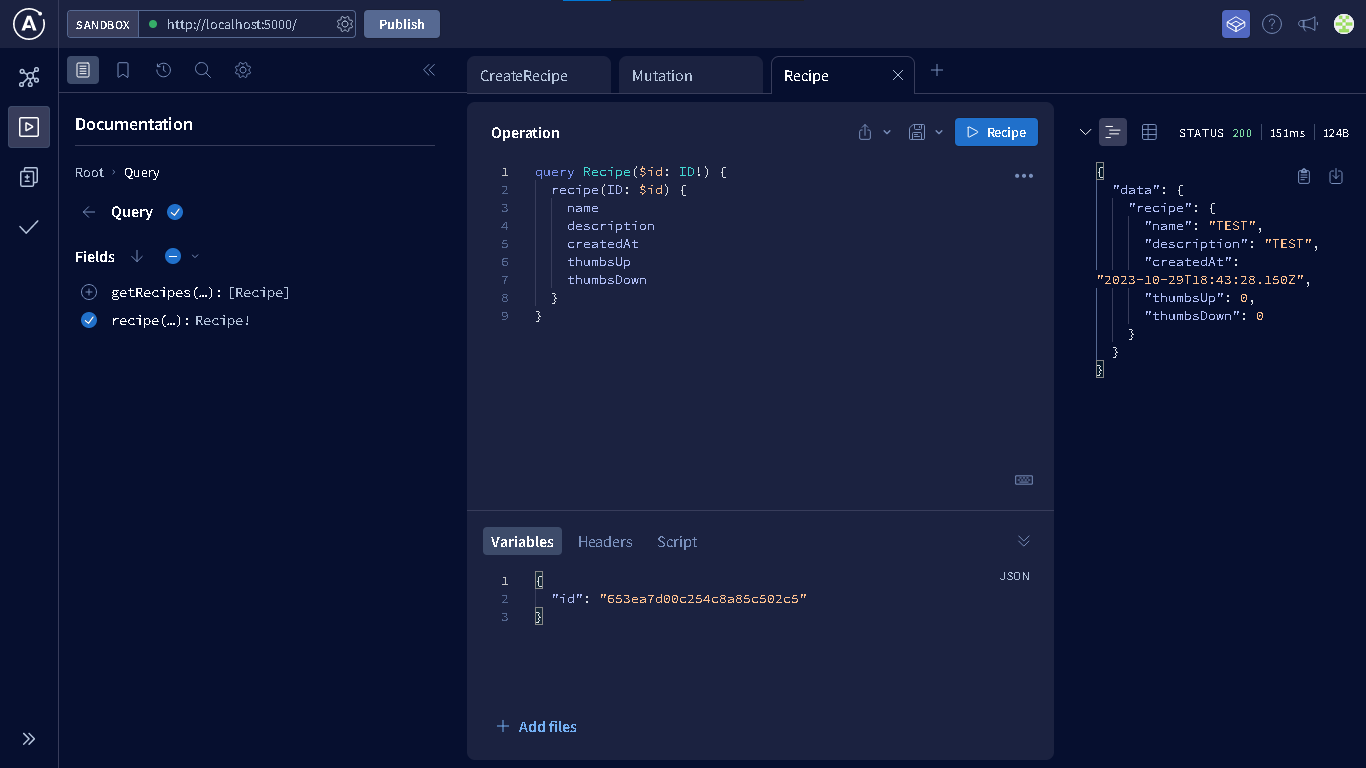 A
SANDBOX
http://localhost:5000/
Publish
?
CreateRecipe
Mutation
Recipe
Documentation
Root › Query
Query
Fields
getRecipes(…): [Recipe]
recipe(…): Recipe!
Operation
Recipe
1 query Recipe($id: ID!) {
2 recipe(ID: $id) {
3 name
4 description
5 createdAt
6 thumbsUp
7 thumbsDown
8 }
9 }
Variables Headers Script
JSON
1 {
2 "id": "653ea7d00c254c8a85c502c5"
3 }
+ Add files
STATUS 200 151ms 124B
{
"data": {
"recipe": {
"name": "TEST",
"description": "TEST",
"createdAt":
"2023-10-29T18:43:28.150Z",
"thumbsUp": 0,
"thumbsDown": 0
}
}
}